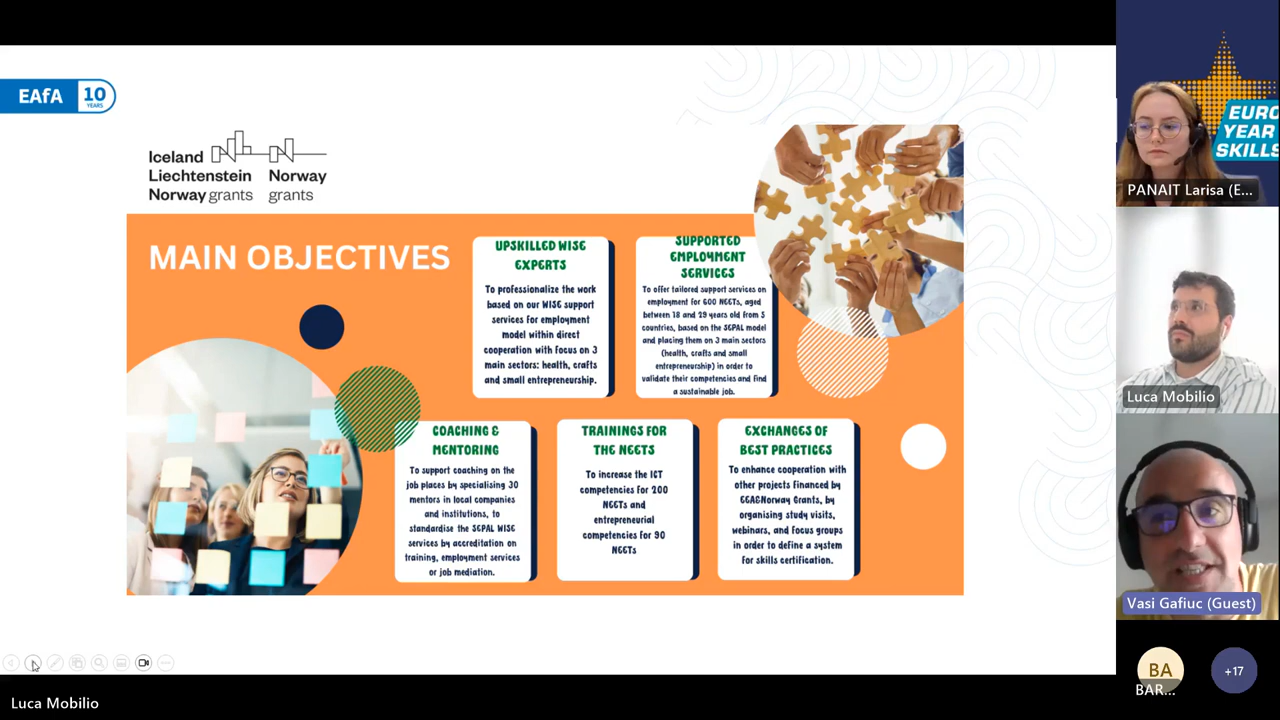 EAfA 10
YEARS
Iceland
Liechtenstein Norway
Norway grants grants
MAIN OBJECTIVES
UPSKILLED WISE
EXPERTS
To professionalize the work
based on our WISE support
services for employment
model within direct
cooperation with focus on 3
main sectors: health, crafts
and small entrepreneurship.
SUPPORTED
EMPLOYMENT
SERVICES
To offer tailored support services on
employment for 600 NEETs, aged
between 18 and 29 years old from 5
countries, based on the SEPAL model
and placing them on 3 main sectors
(health, crafts and small
entrepreneurship) in order to
validate their competencies and find
a sustainable job.
COACHING &
MENTORING
To support coaching on the
job places by specialising 30
mentors in local companies
and institutions, to
standardise the SEPAL WISE
services by accreditation on
training, employment services
or job mediation.
TRAININGS FOR
THE NEETS
To increase the ICT
competencies for 200
NEETs and
entrepreneurial
competencies for 90
NEETs
EXCHANGES OF
BEST PRACTICES
To enhance cooperation with
other projects financed by
EEA&Norway Grants, by
organising study visits,
webinars, and focus groups
in order to define a system
for skills certification.
Luca Mobilio
EURO
YEAR
SKILLS
PANAIT Larisa (E...
Luca Mobilio
Vasi Gafiuc (Guest)
BA
BAR...
+17